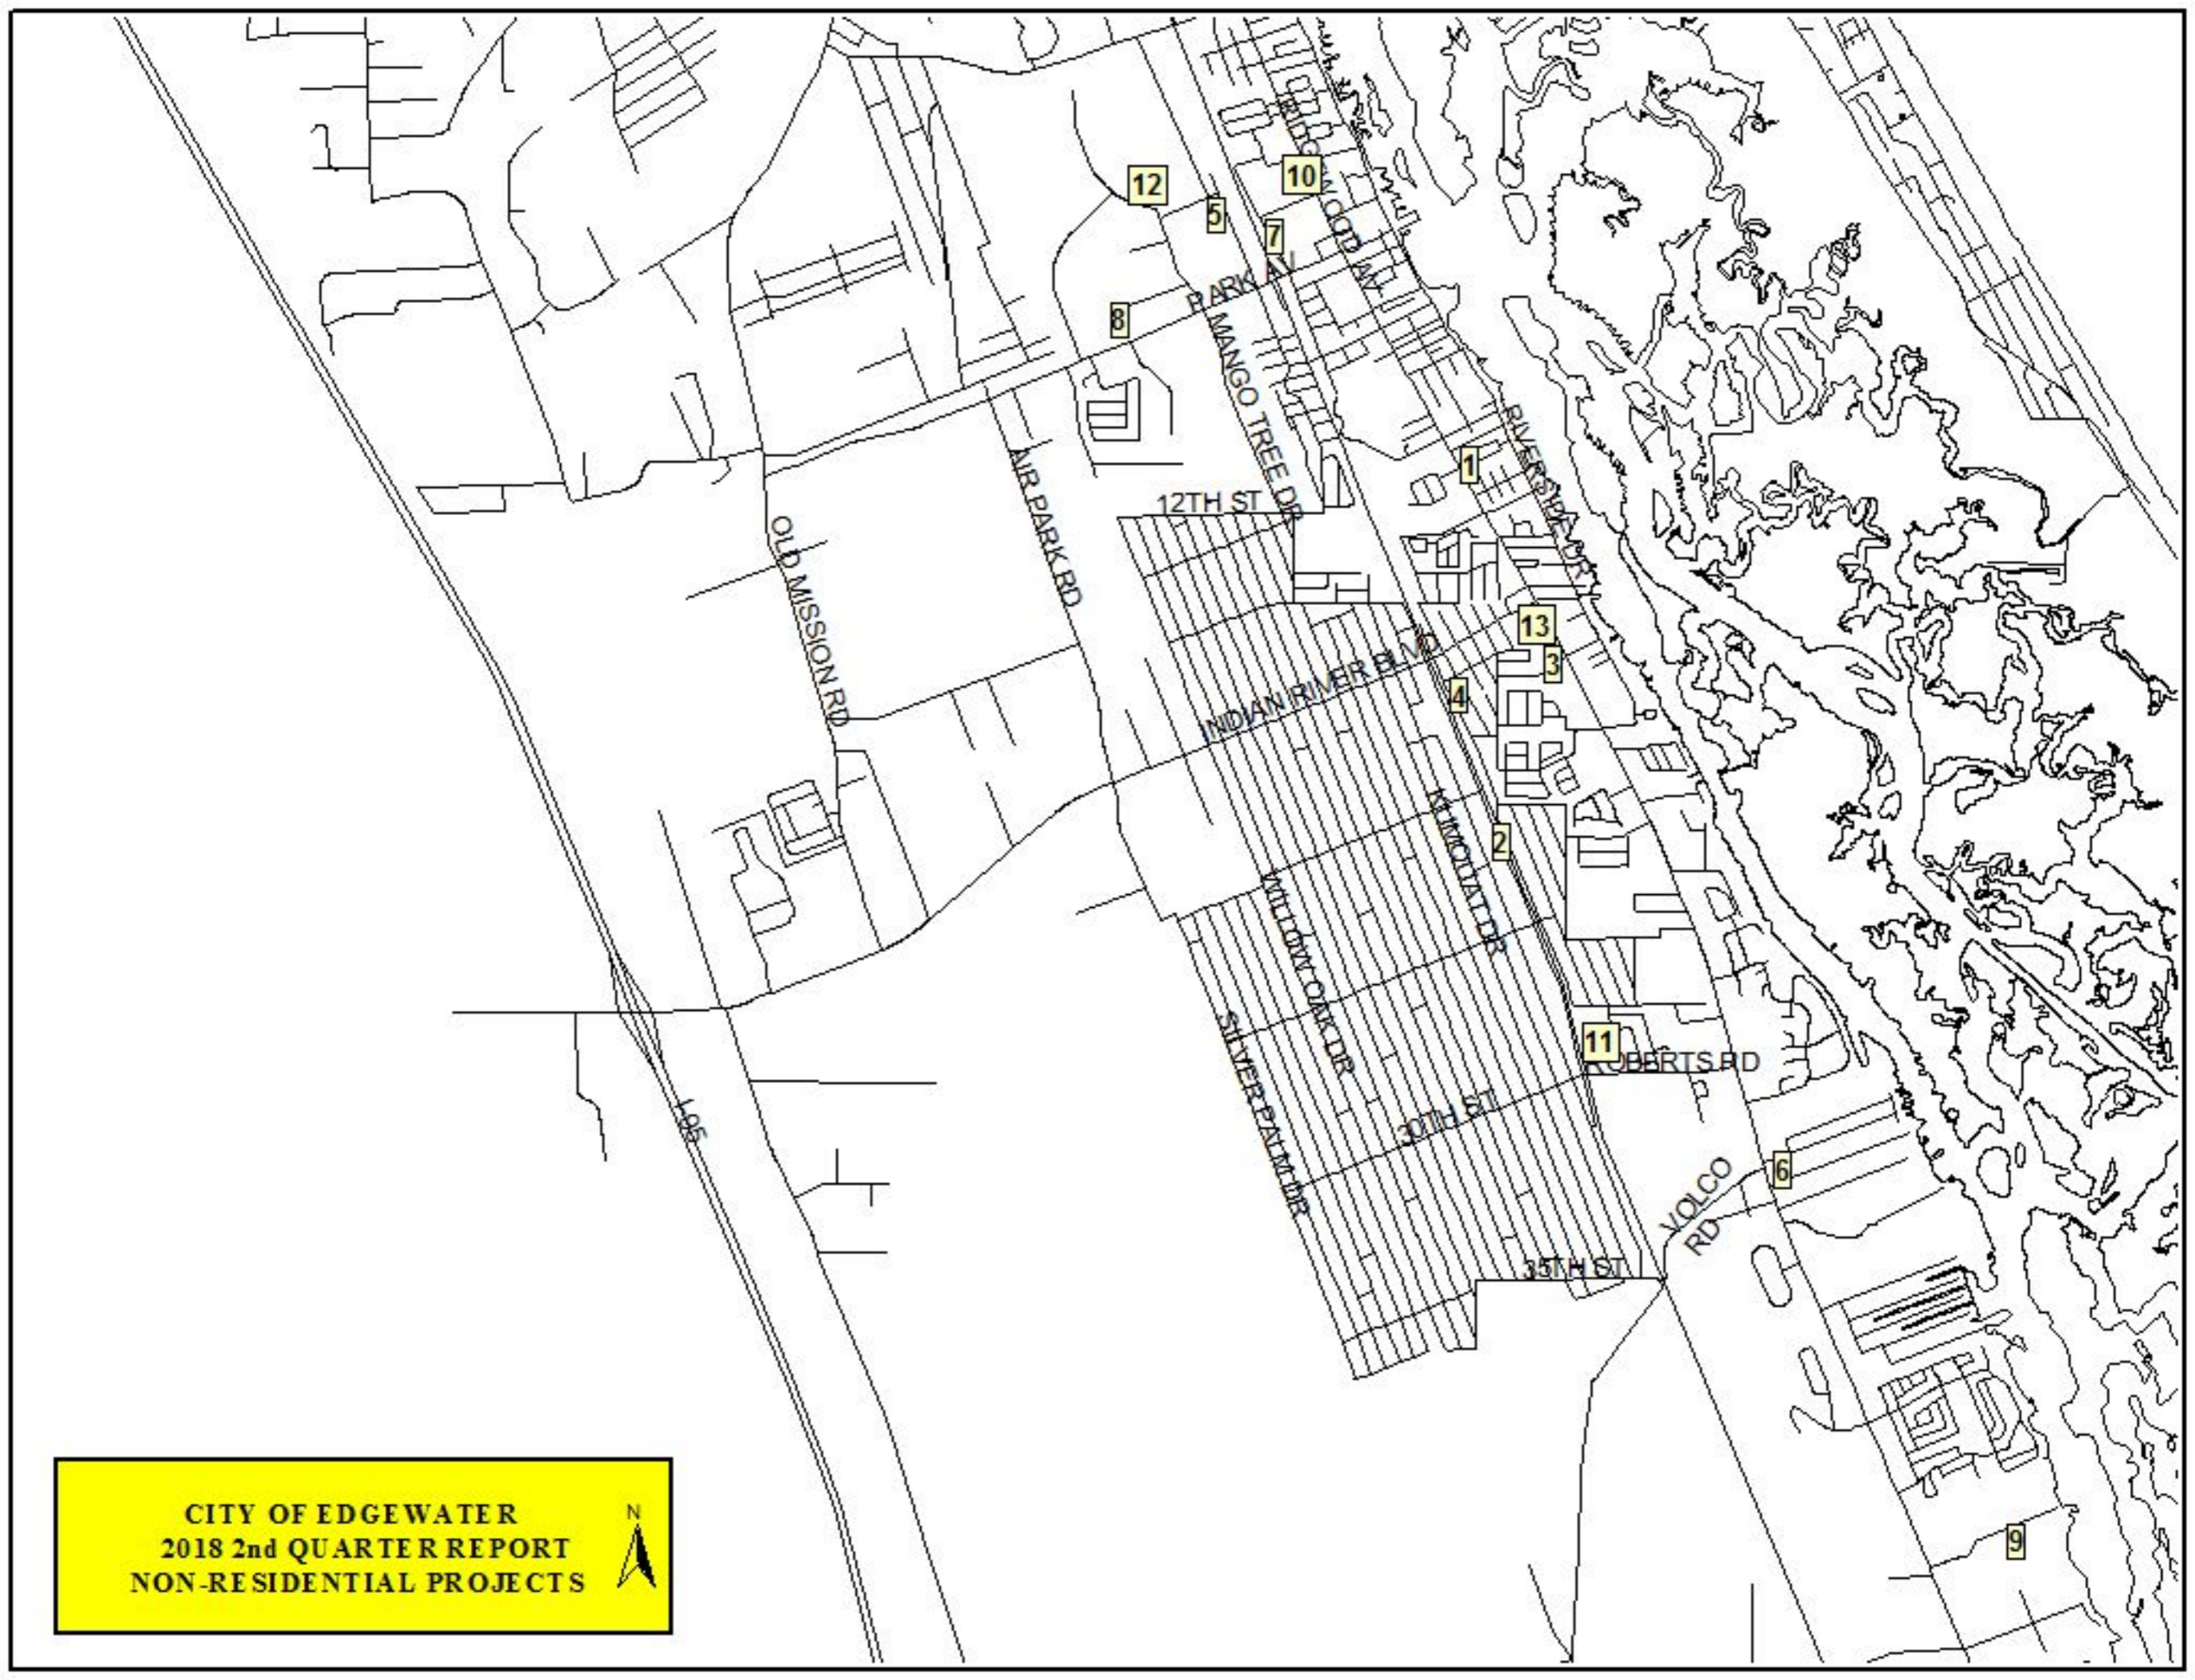 RIDGEWOOD AV
12
10
5
7
PARK AV
8
MANGO TREE DR
RIVERSIDE DR
1
AIR PARK RD
12TH ST
OLD MISSION RD
13
3
INDIAN RIVER BLVD
4
KUMQUAT DR
2
WILLOW OAK DR
SILVER PALM DR
11
ROBERTS RD
I-95
30TH ST
6
VOLCO
RD
35TH ST
9
CITY OF EDGEWATER
2018 2nd QUARTER REPORT
NON-RESIDENTIAL PROJECTS
N